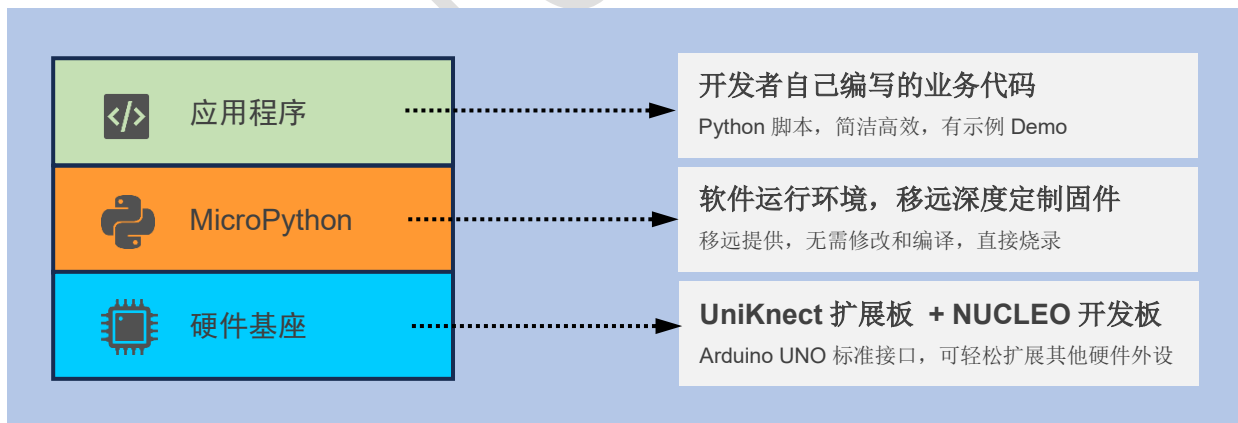 </>
应用程序
开发者自己编写的业务代码
Python 脚本，简洁高效，有示例 Demo
MicroPython
软件运行环境，移远深度定制固件
移远提供，无需修改和编译，直接烧录
硬件基座
UniKnect 扩展板 + NUCLEO 开发板
Arduino UNO 标准接口，可轻松扩展其他硬件外设